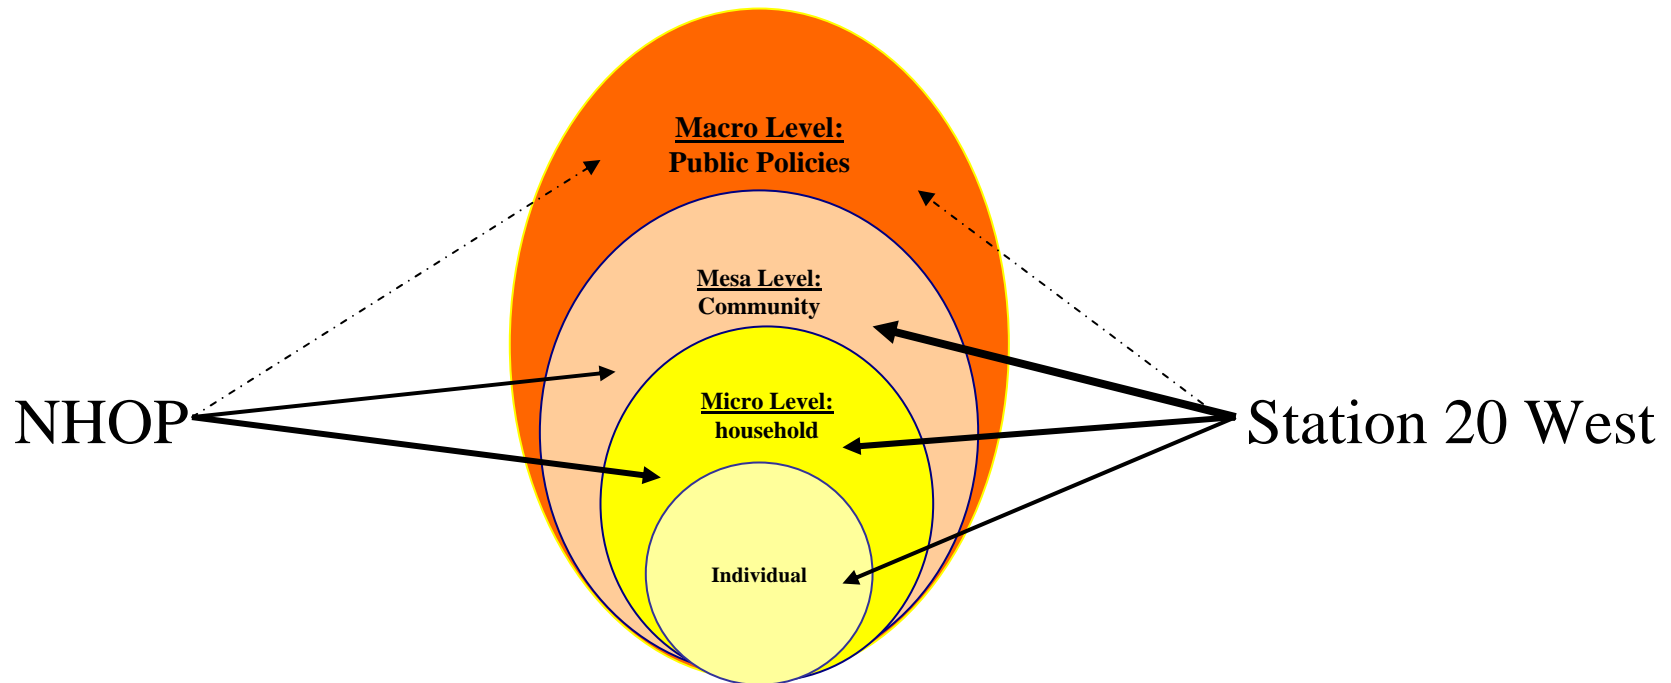 Macro Level:
Public Policies
Mesa Level:
Community
Micro Level:
household
NHOP
Station 20 West
Individual